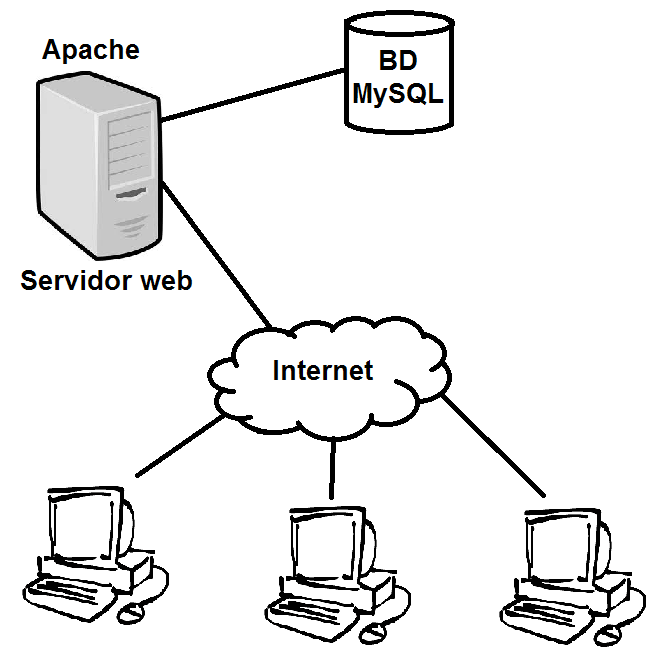 Apache
BD
MySQL
Servidor web
Internet